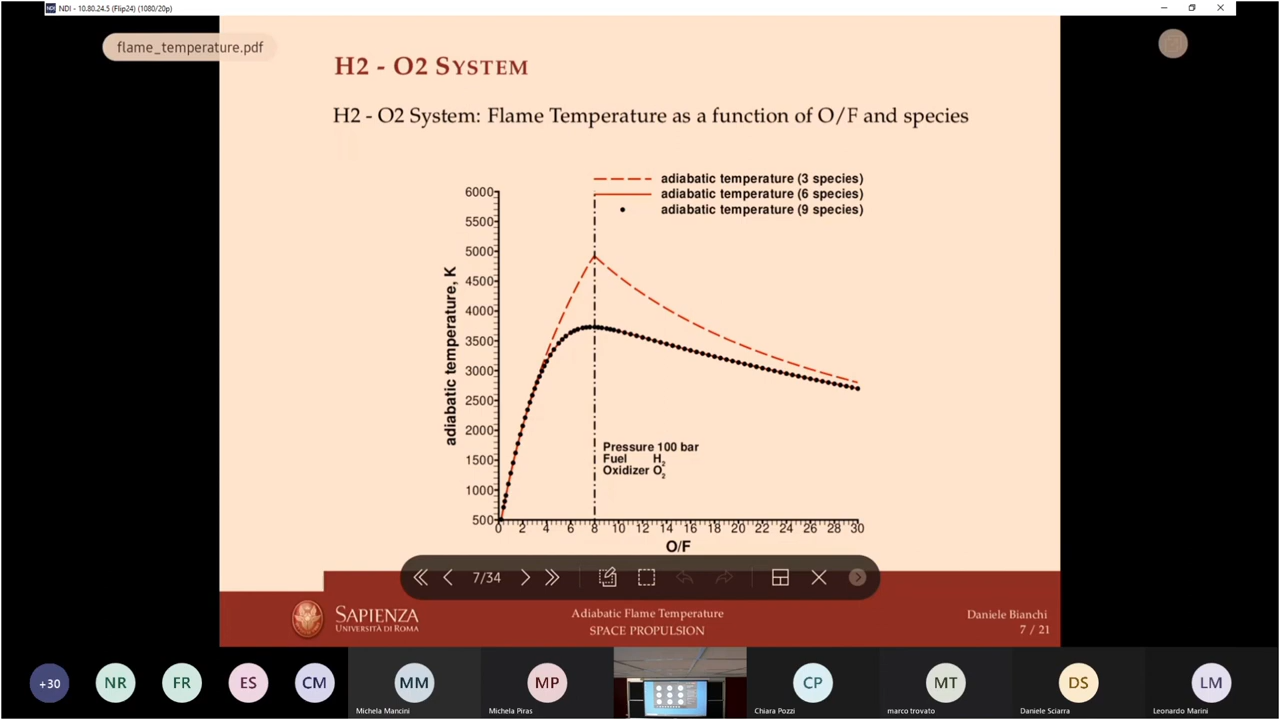 NDI - 10.80.24.5 (Flip24) (1080/20p)
flame_temperature.pdf
H2 - O2 SYSTEM
H2 - O2 System: Flame Temperature as a function of O/F and species
adiabatic temperature (3 species)
adiabatic temperature (6 species)
adiabatic temperature (9 species)
6000
5500
5000
4500
4000
3500
3000
2500
2000
1500
1000
500
adiabatic temperature, K
Pressure 100 bar
Fuel H2
Oxidizer O2
0 2 4 6 8 10 12 14 16 18 20 22 24 26 28 30
O/F
7/34
SAPIENZA
UNIVERSITÀ DI ROMA
Adiabatic Flame Temperature
SPACE PROPULSION
Daniele Bianchi
7 / 21
+30
NR
FR
ES
CM
MM
Michela Mancini
MP
Michela Piras
CP
Chiara Pozzi
MT
marco trovato
DS
Daniele Sciarra
LM
Leonardo Marini